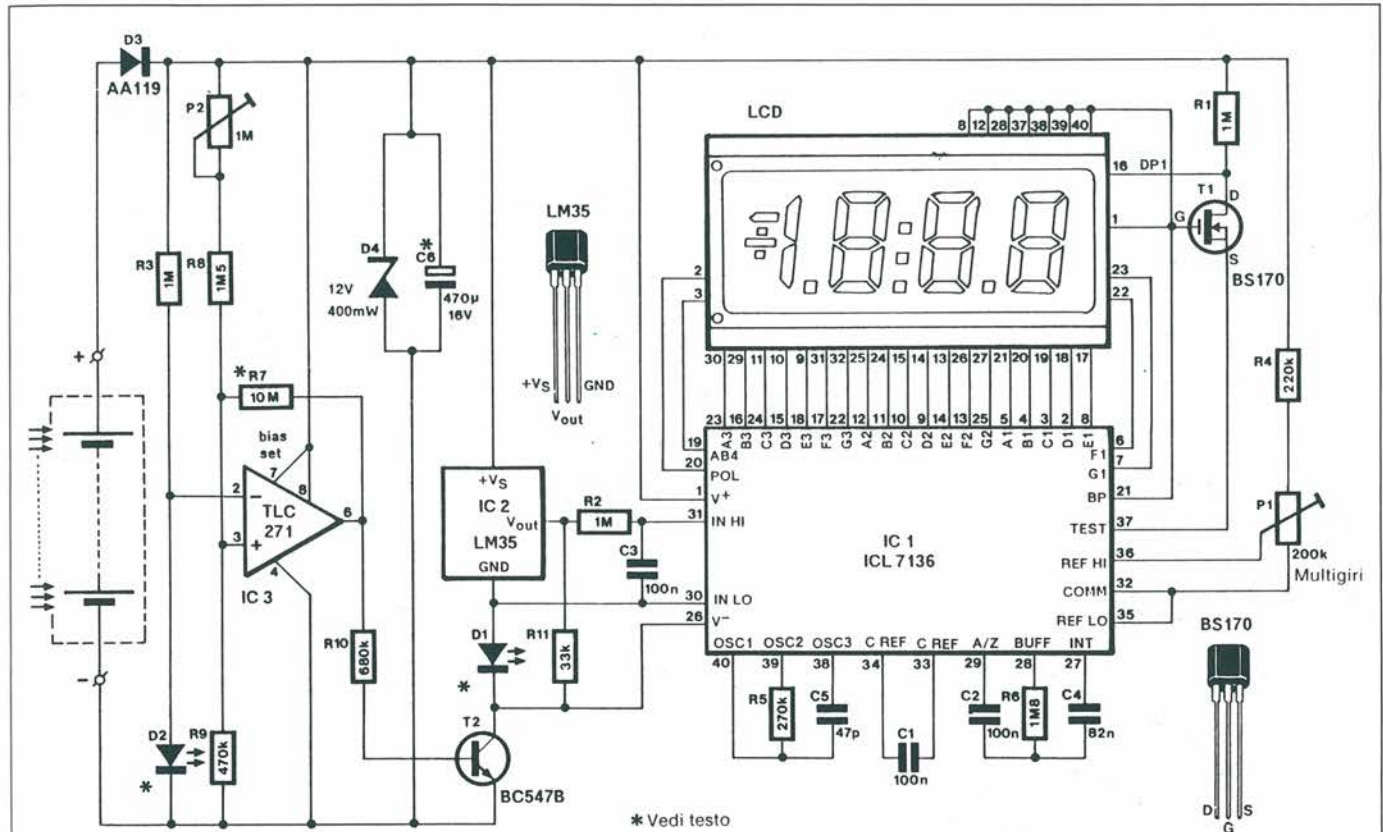 D3
AA119
P2
1M
R3
1M
R8
1M5
* R7
10M
bias
set
7
8
2
3
6
4
TLC
271
IC 3
D2
*
R9
470k
R10
680k
+
-
D4
12V
400mW
*
C6
470µ
16V
LM35
+VS
Vout
GND
+VS
IC 2
Vout
LM35
GND
R2
1M
C3
100n
D1
*
R11
33k
T2
BC547B
* Vedi testo
LCD
8 12 28 37 38 39 40
16 DP1
1
2
3
23
22
30 29 11 10 9 31 32 25 24 15 14 13 26 27 21 20 19 18 17
23 16 24 15 18 17 22 12 11 10 9 14 13 25 5 4 3 2 8
A3 B3 C3 D3 E3 F3 G3 A2 B2 C2 D2 E2 F2 G2 A1 B1 C1 D1 E1
19 AB4
20 POL
1 V+
31 IN HI
30 IN LO
26 V-
F1 6
G1 7
BP 21
TEST 37
REF HI 36
COMM 32
REF LO 35
IC 1
ICL 7136
OSC1 OSC2 OSC3 C REF C REF A/Z BUFF INT
40 39 38 34 33 29 28 27
R5
270k
C5
47p
C1
100n
C2
100n
R6
1M8
C4
82n
R1
1M
T1
D
G
S
BS170
R4
220k
P1
200k
Multigiri
BS170
D
G
S